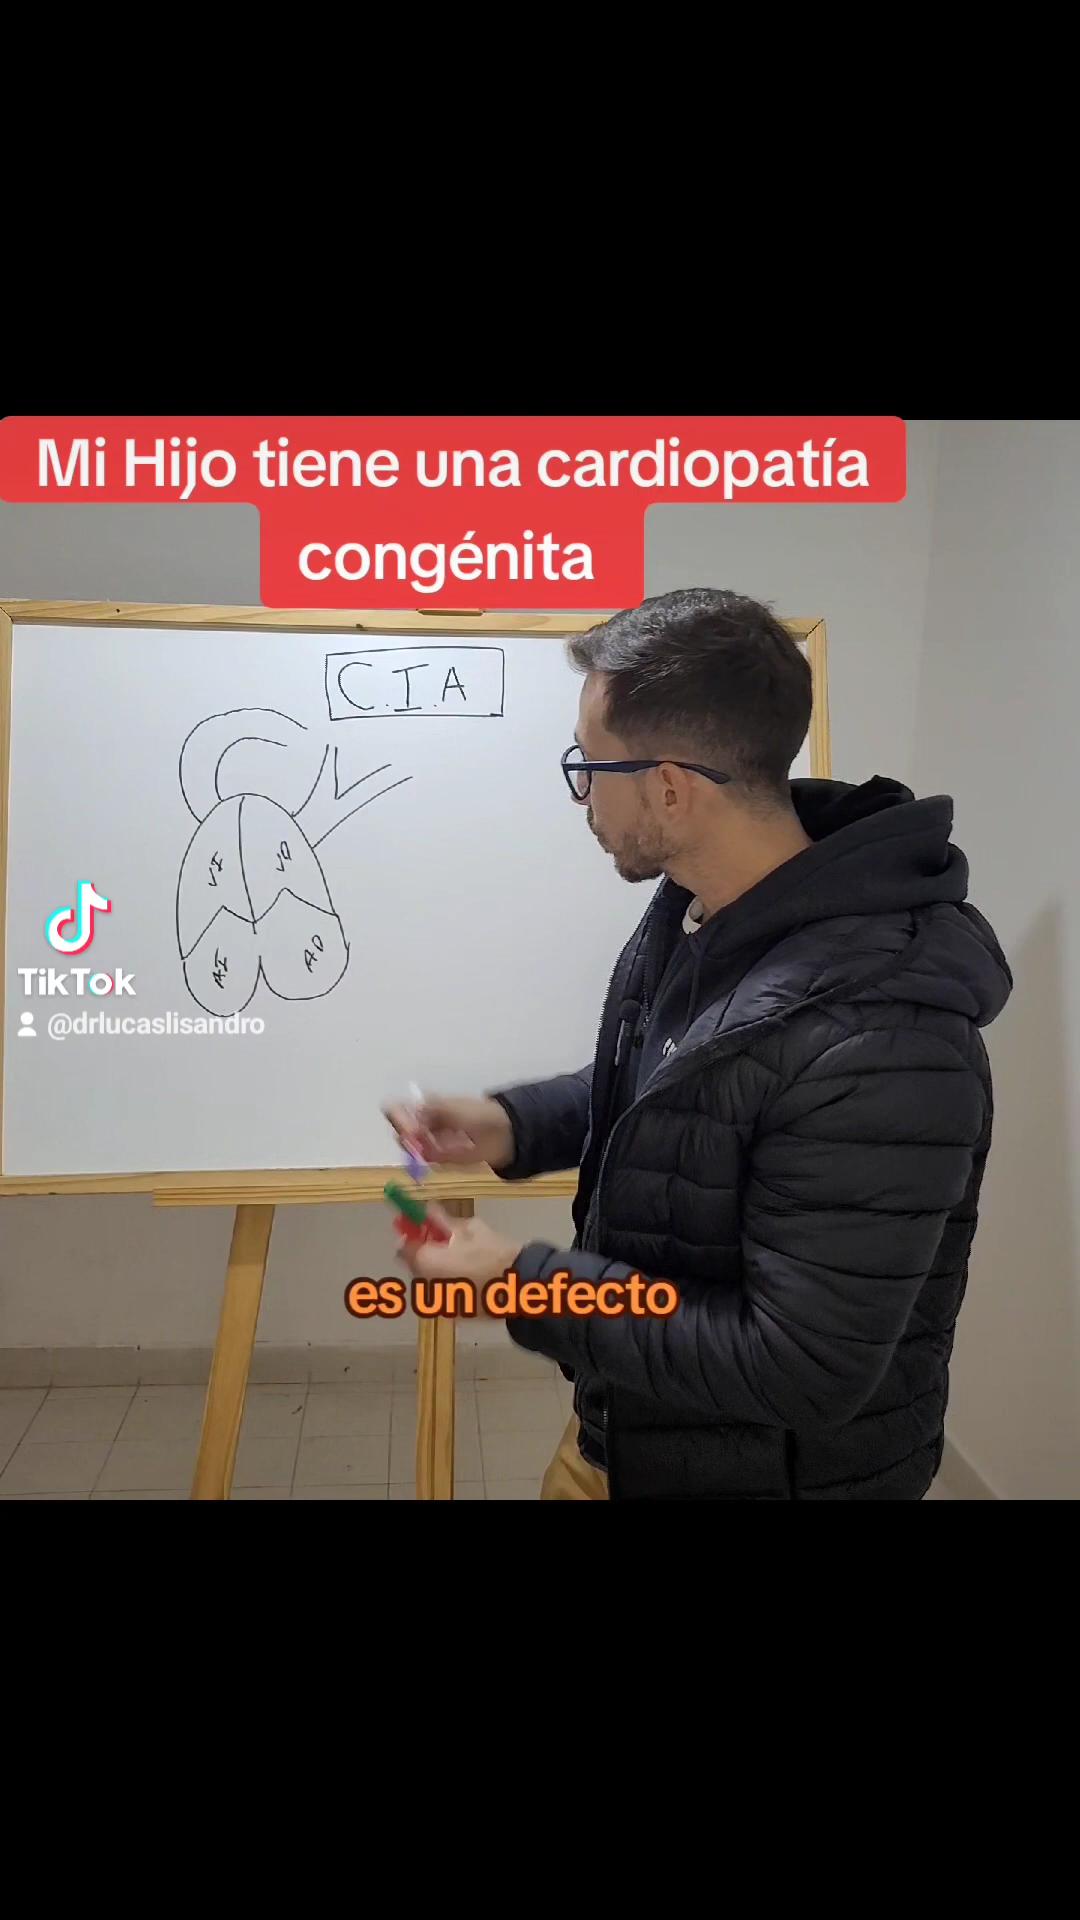 Mi Hijo tiene una cardiopatía
congénita
C.I.A
VI
VD
AI
AD
TikTok
@drlucaslisandro
es un defecto